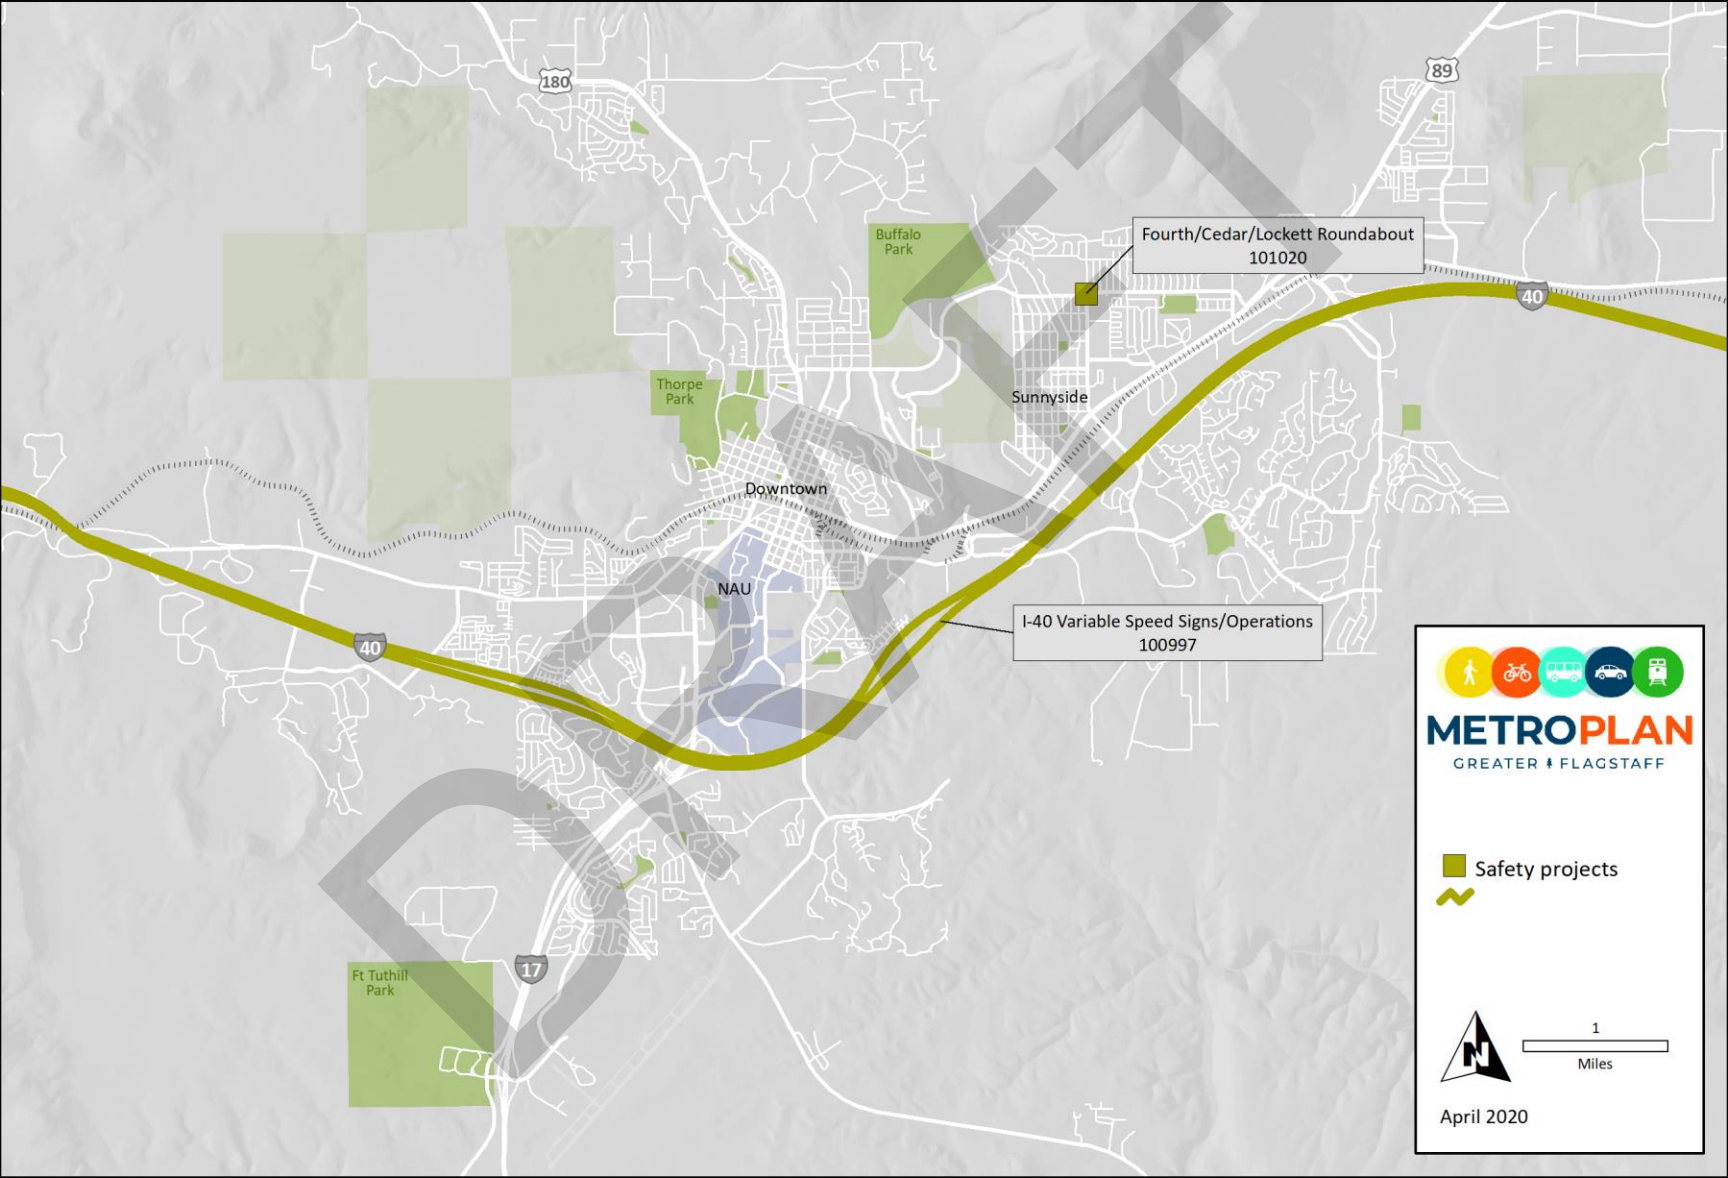 180
89
Buffalo
Park
Fourth/Cedar/Lockett Roundabout
101020
40
Thorpe
Park
Sunnyside
Downtown
NAU
I-40 Variable Speed Signs/Operations
100997
40
17
Ft Tuthill
Park
DRAFT
METROPLAN
GREATER FLAGSTAFF
Safety projects
N
1
Miles
April 2020